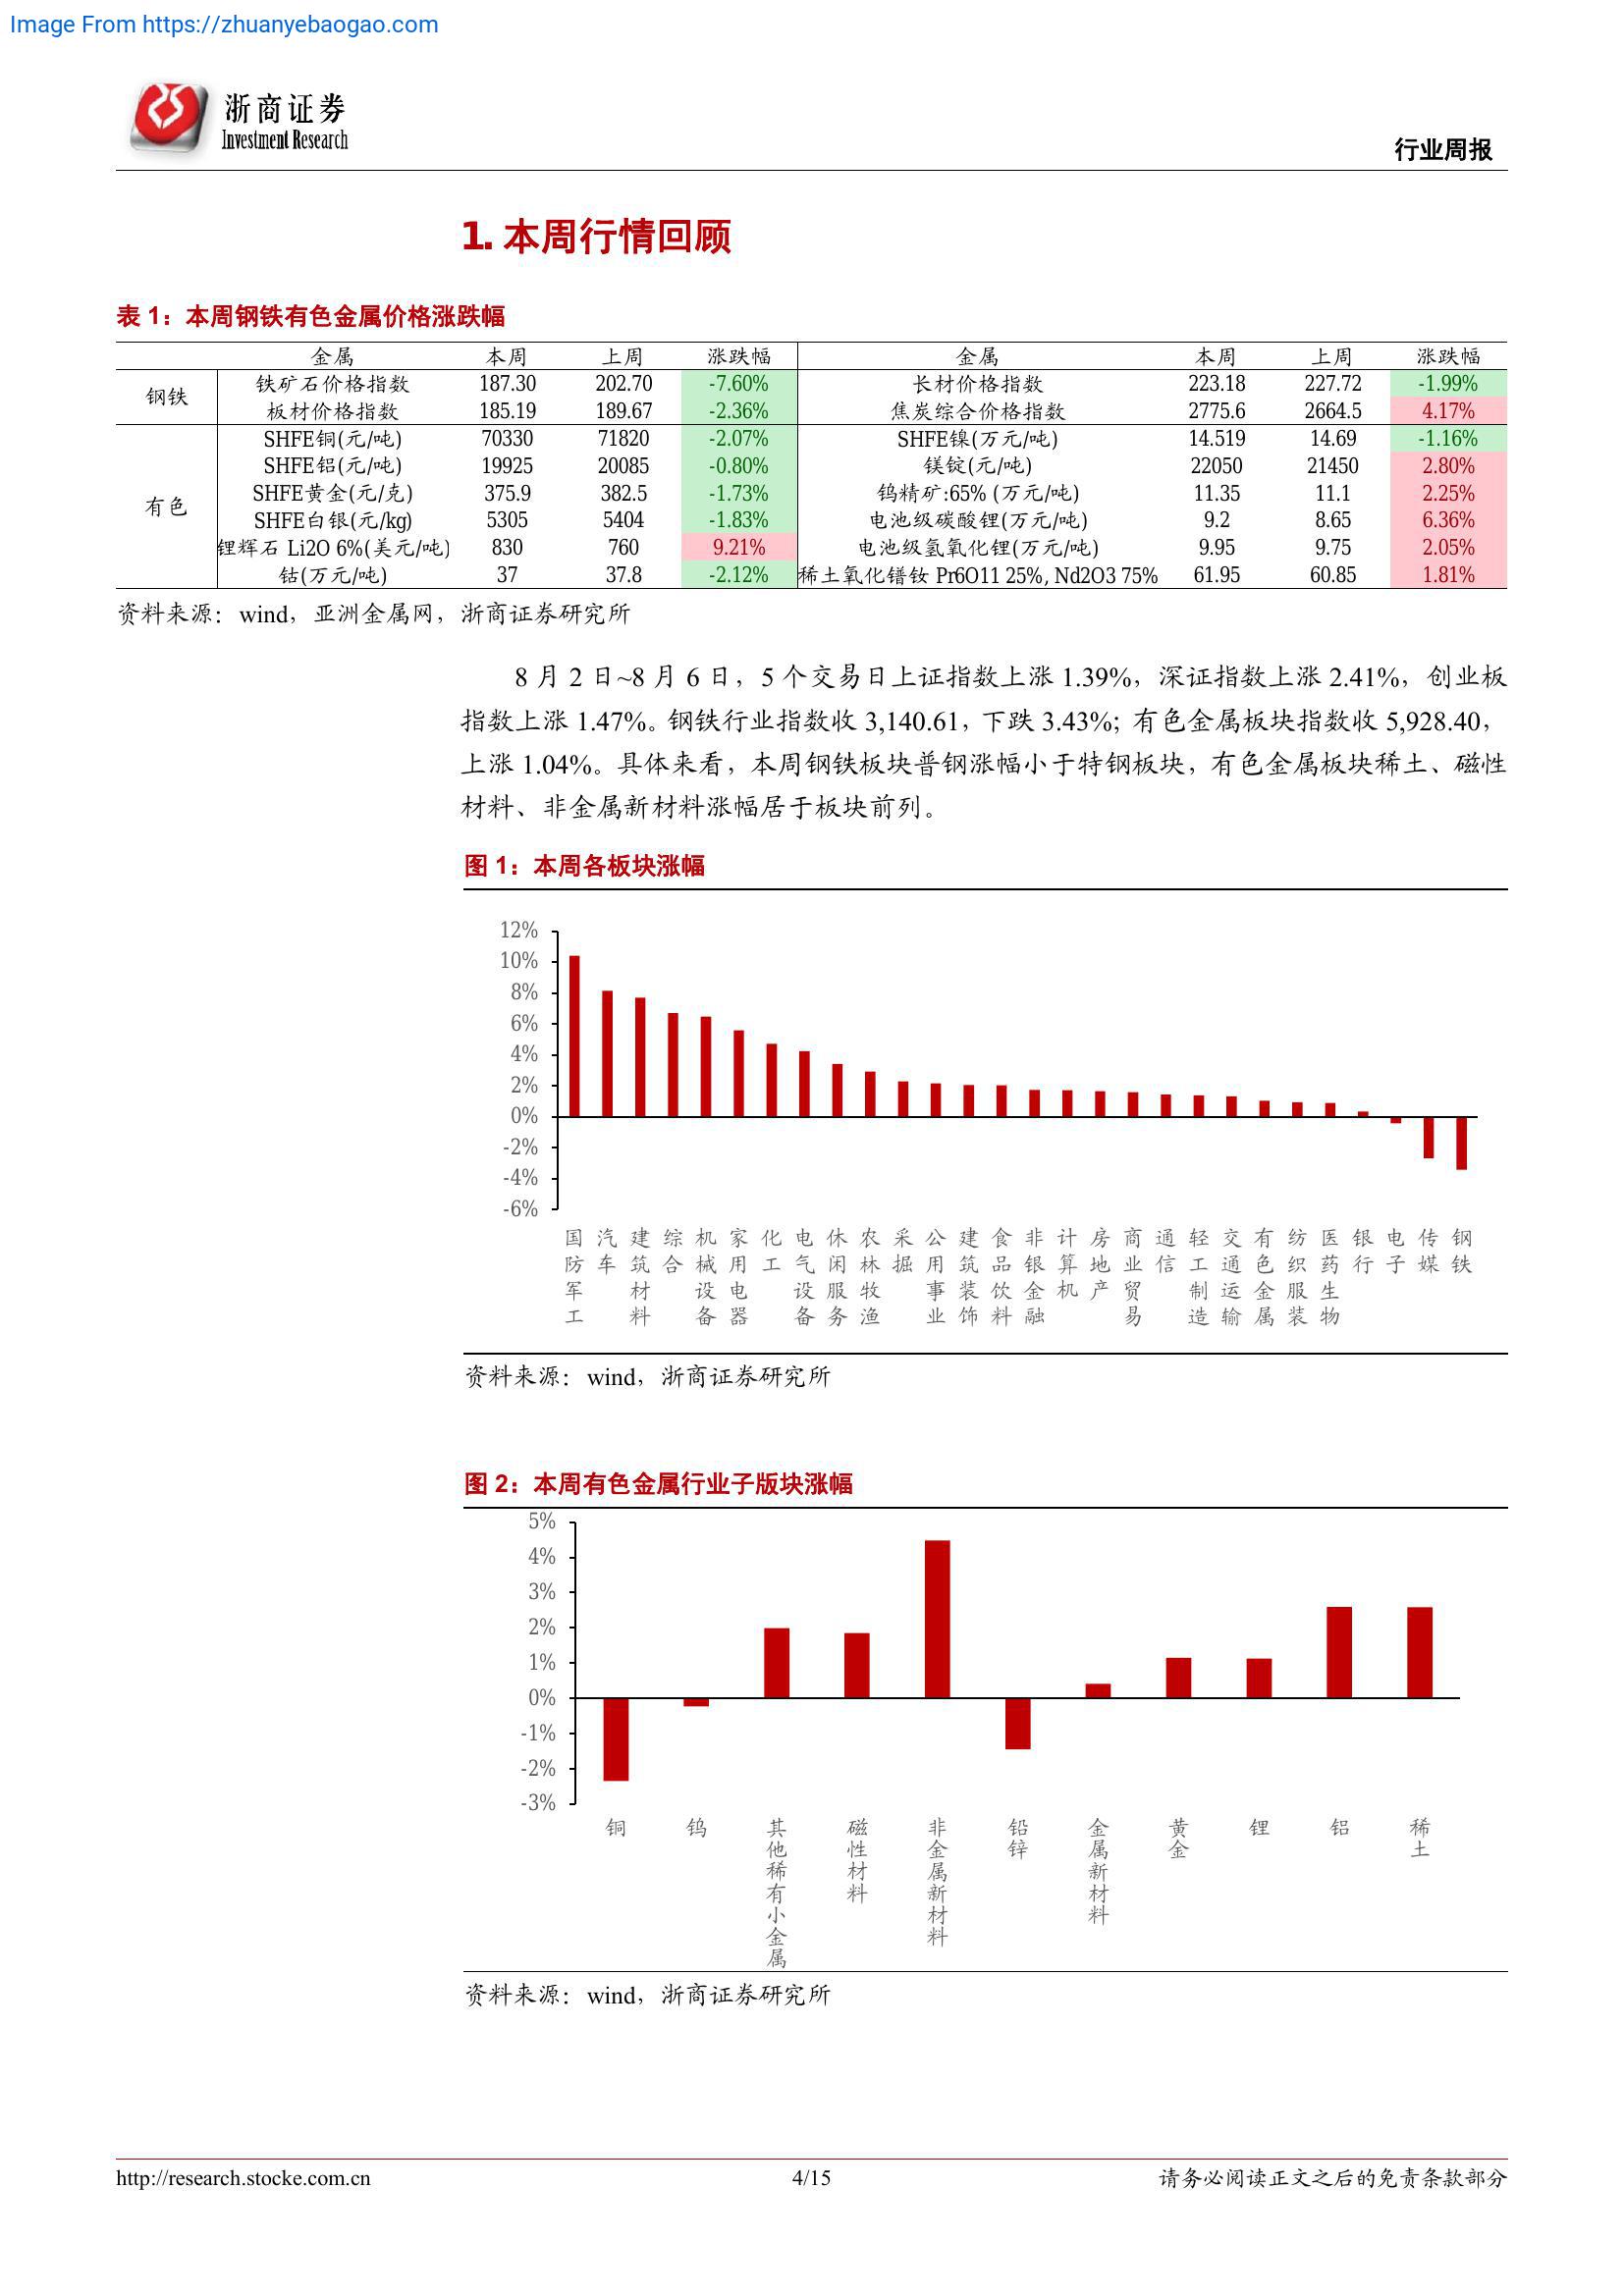 Image From https://zhuanyebaogao.com
浙商证券
Investment Research
行业周报
1. 本周行情回顾
表 1：本周钢铁有色金属价格涨跌幅
金属 本周 上周 涨跌幅 金属 本周 上周 涨跌幅
钢铁 铁矿石价格指数 187.30 202.70 -7.60% 长材价格指数 223.18 227.72 -1.99%
板材价格指数 185.19 189.67 -2.36% 焦炭综合价格指数 2775.6 2664.5 4.17%
有色 SHFE铜(元/吨) 70330 71820 -2.07% SHFE镍(万元/吨) 14.519 14.69 -1.16%
SHFE铝(元/吨) 19925 20085 -0.80% 镁锭(元/吨) 22050 21450 2.80%
SHFE黄金(元/克) 375.9 382.5 -1.73% 钨精矿:65% (万元/吨) 11.35 11.1 2.25%
SHFE白银(元/kg) 5305 5404 -1.83% 电池级碳酸锂(万元/吨) 9.2 8.65 6.36%
锂辉石 Li2O 6%(美元/吨) 830 760 9.21% 电池级氢氧化锂(万元/吨) 9.95 9.75 2.05%
钴(万元/吨) 37 37.8 -2.12% 稀土氧化镨钕 Pr6O11 25%, Nd2O3 75% 61.95 60.85 1.81%
资料来源：wind，亚洲金属网，浙商证券研究所
8 月 2 日~8 月 6 日，5 个交易日上证指数上涨 1.39%，深证指数上涨 2.41%，创业板
指数上涨 1.47%。钢铁行业指数收 3,140.61，下跌 3.43%；有色金属板块指数收 5,928.40，
上涨 1.04%。具体来看，本周钢铁板块普钢涨幅小于特钢板块，有色金属板块稀土、磁性
材料、非金属新材料涨幅居于板块前列。
图 1：本周各板块涨幅
12%
10%
8%
6%
4%
2%
0%
-2%
-4%
-6%
国防军工 汽车 建筑材料 综合 机械设备 家用电器 化工 电气设备 休闲服务 农林牧渔 采掘 公用事业 建筑装饰 食品饮料 非银金融 计算机 房地产 商业贸易 通信 轻工制造 交通运输 有色金属 纺织服装 医药生物 银行 电子 传媒 钢铁
资料来源：wind，浙商证券研究所
图 2：本周有色金属行业子版块涨幅
5%
4%
3%
2%
1%
0%
-1%
-2%
-3%
铜 钨 其他稀有小金属 磁性材料 非金属新材料 铅锌 金属新材料 黄金 锂 铝 稀土
资料来源：wind，浙商证券研究所
http://research.stocke.com.cn 4/15 请务必阅读正文之后的免责条款部分